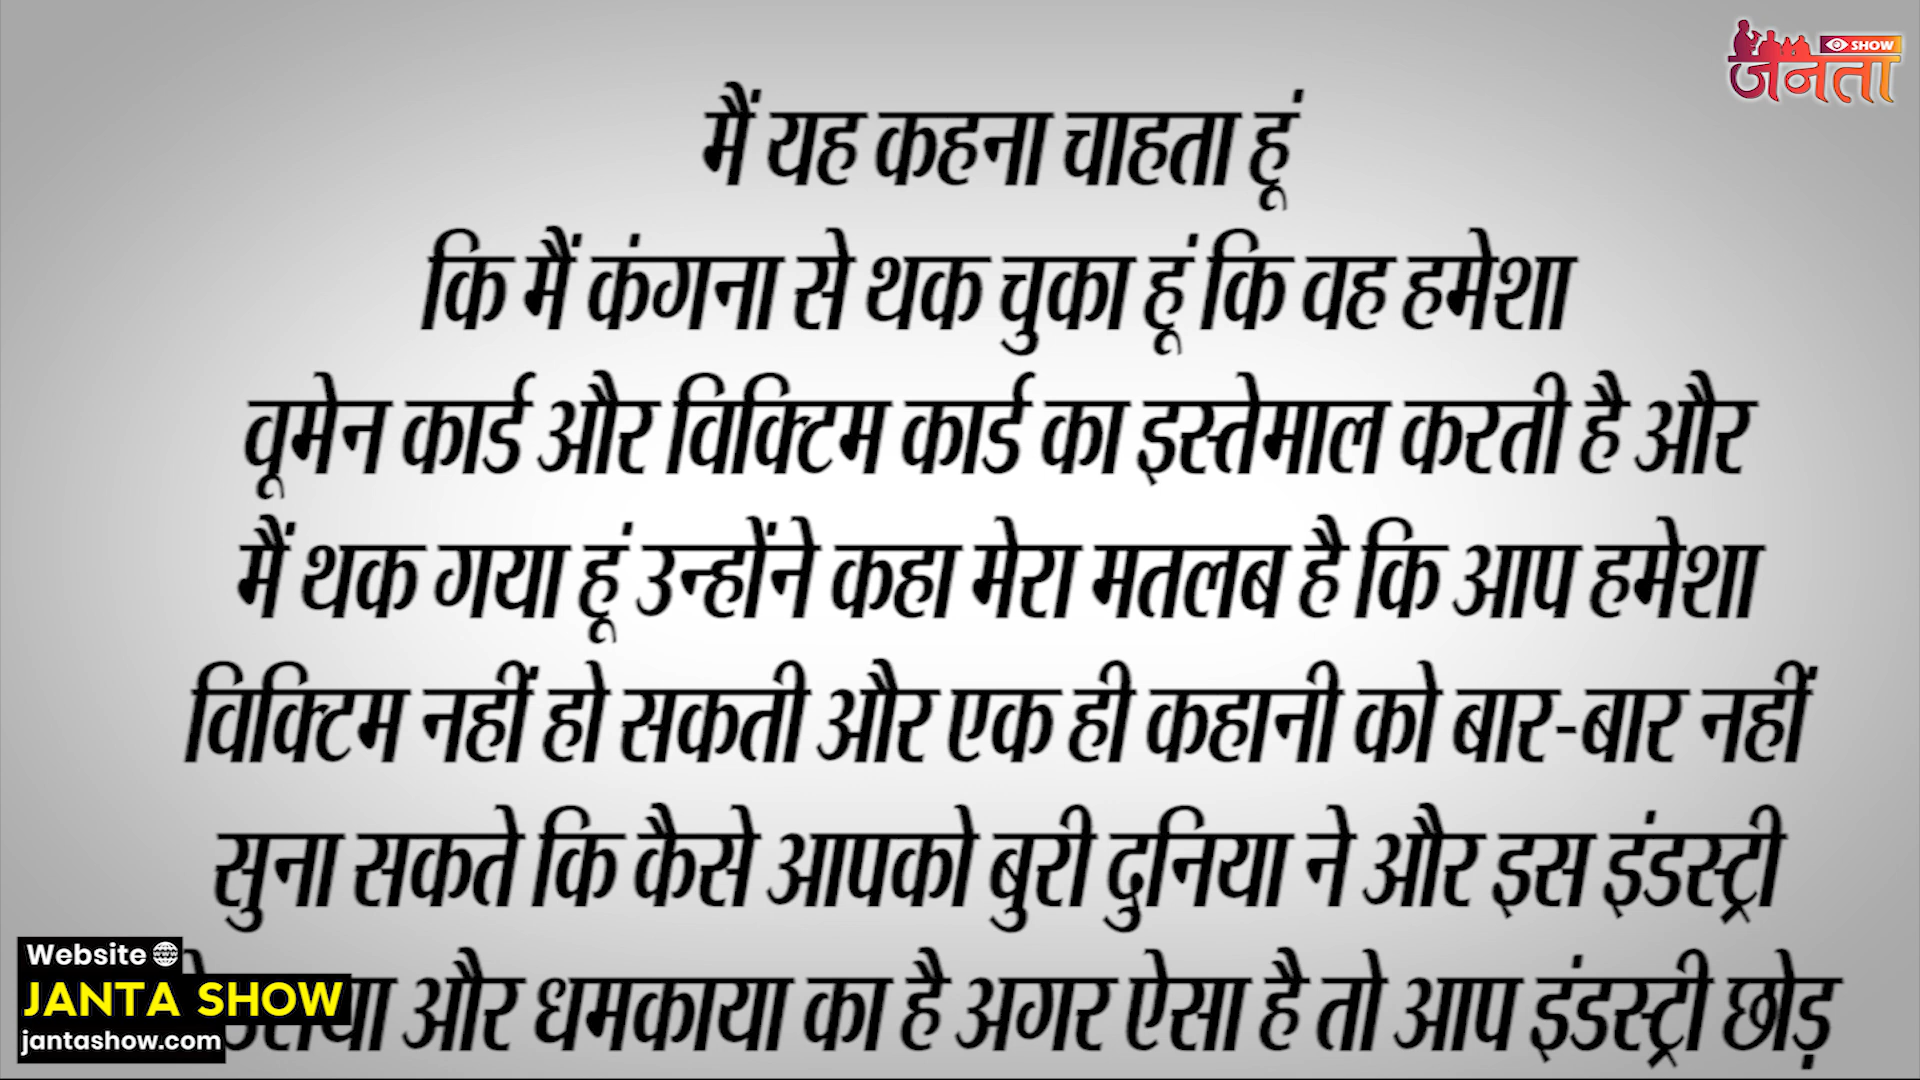 SHOW
जनता
मैं यह कहना चाहता हूं
कि मैं कंगना से थक चुका हूं कि वह हमेशा
वूमेन कार्ड और विक्टिम कार्ड का इस्तेमाल करती है और
मैं थक गया हूं उन्होंने कहा मेरा मतलब है कि आप हमेशा
विक्टिम नहीं हो सकती और एक ही कहानी को बार-बार नहीं
सुना सकते कि कैसे आपको बुरी दुनिया ने और इस इंडस्ट्री
और धमकाया का है अगर ऐसा है तो आप इंडस्ट्री छोड़
Website
JANTA SHOW
jantashow.com